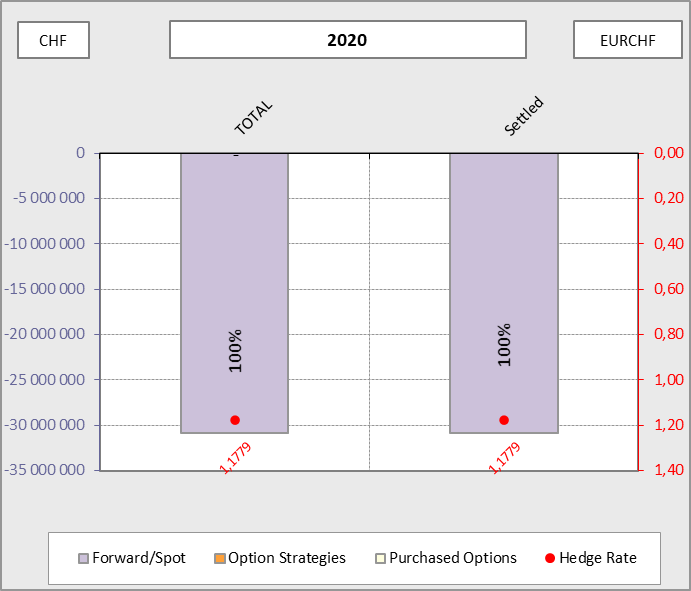 CHF
2020
EURCHF
TOTAL
Settled
0
-5 000 000
-10 000 000
-15 000 000
-20 000 000
-25 000 000
-30 000 000
-35 000 000
-
100%
100%
1,1779
1,1779
0,00
0,20
0,40
0,60
0,80
1,00
1,20
1,40
Forward/Spot
Option Strategies
Purchased Options
Hedge Rate